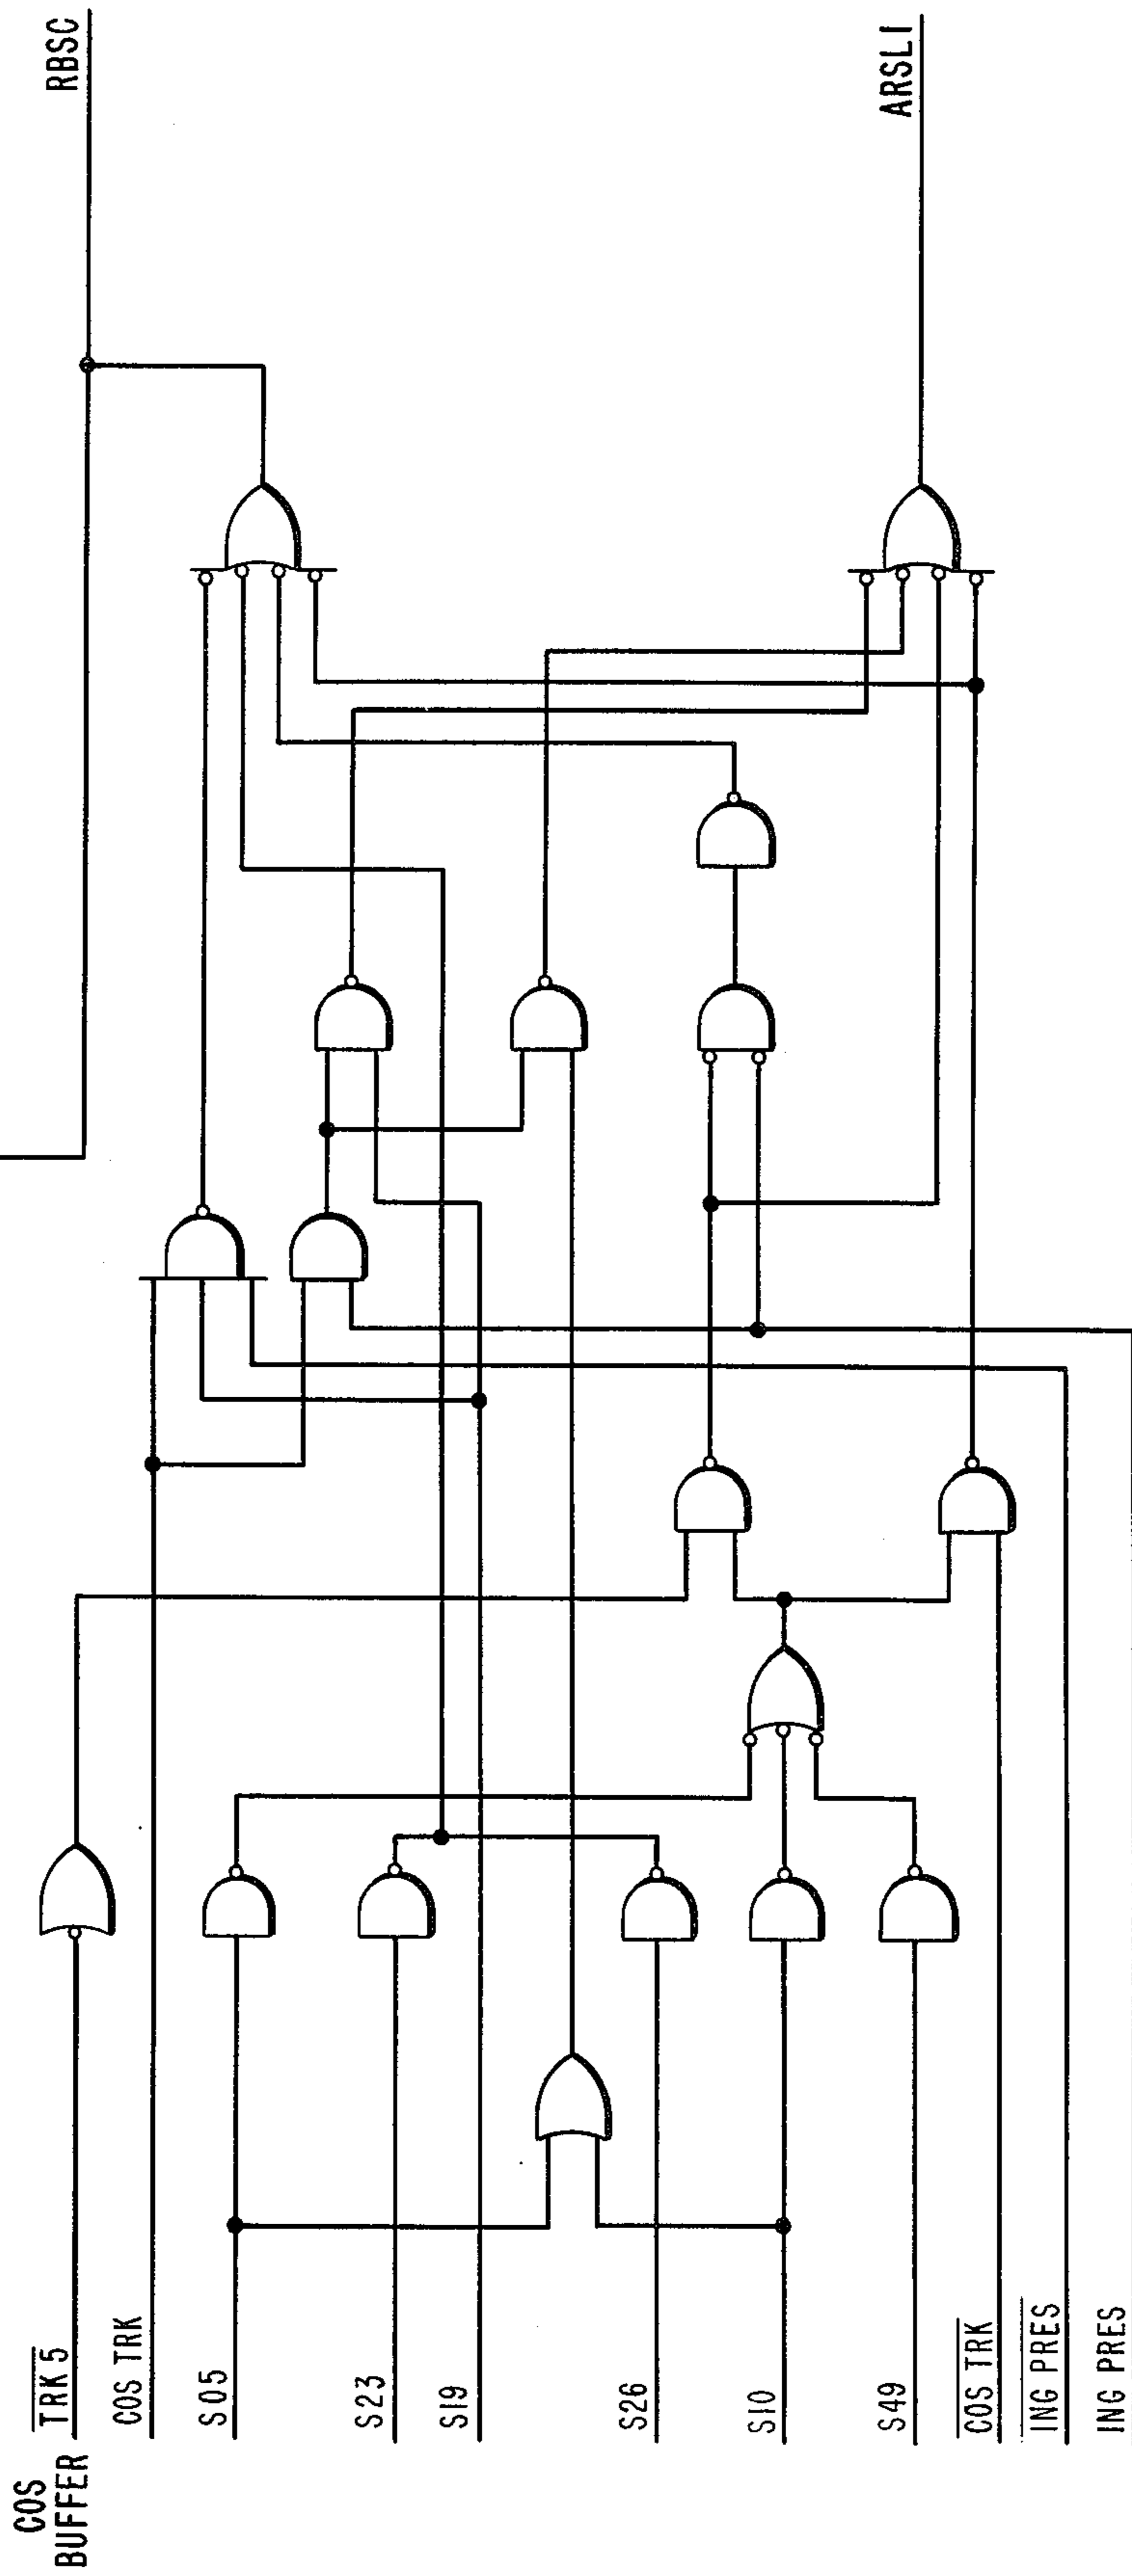 RBSC
ARSL1
COS
BUFFER
TRK 5
COS TRK
S05
S23
S19
S26
S10
S49
COS TRK
ING PRES
ING PRES